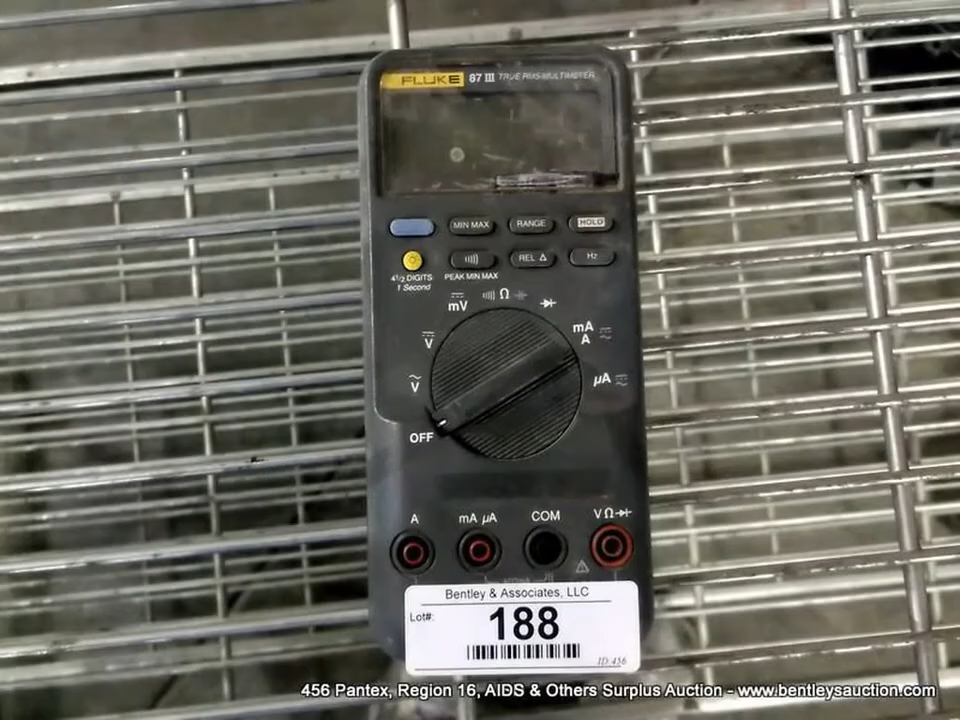 FLUKE 87 III TRUE RMS MULTIMETER
MIN MAX RANGE HOLD
REL Δ Hz
4 1/2 DIGITS PEAK MIN MAX
1 Second
mV Ω
V mA
A
V µA
OFF
A mA µA COM V Ω
Bentley & Associates, LLC
Lot#: 188
ID:456
456 Pantex, Region 16, AIDS & Others Surplus Auction - www.bentleysauction.com